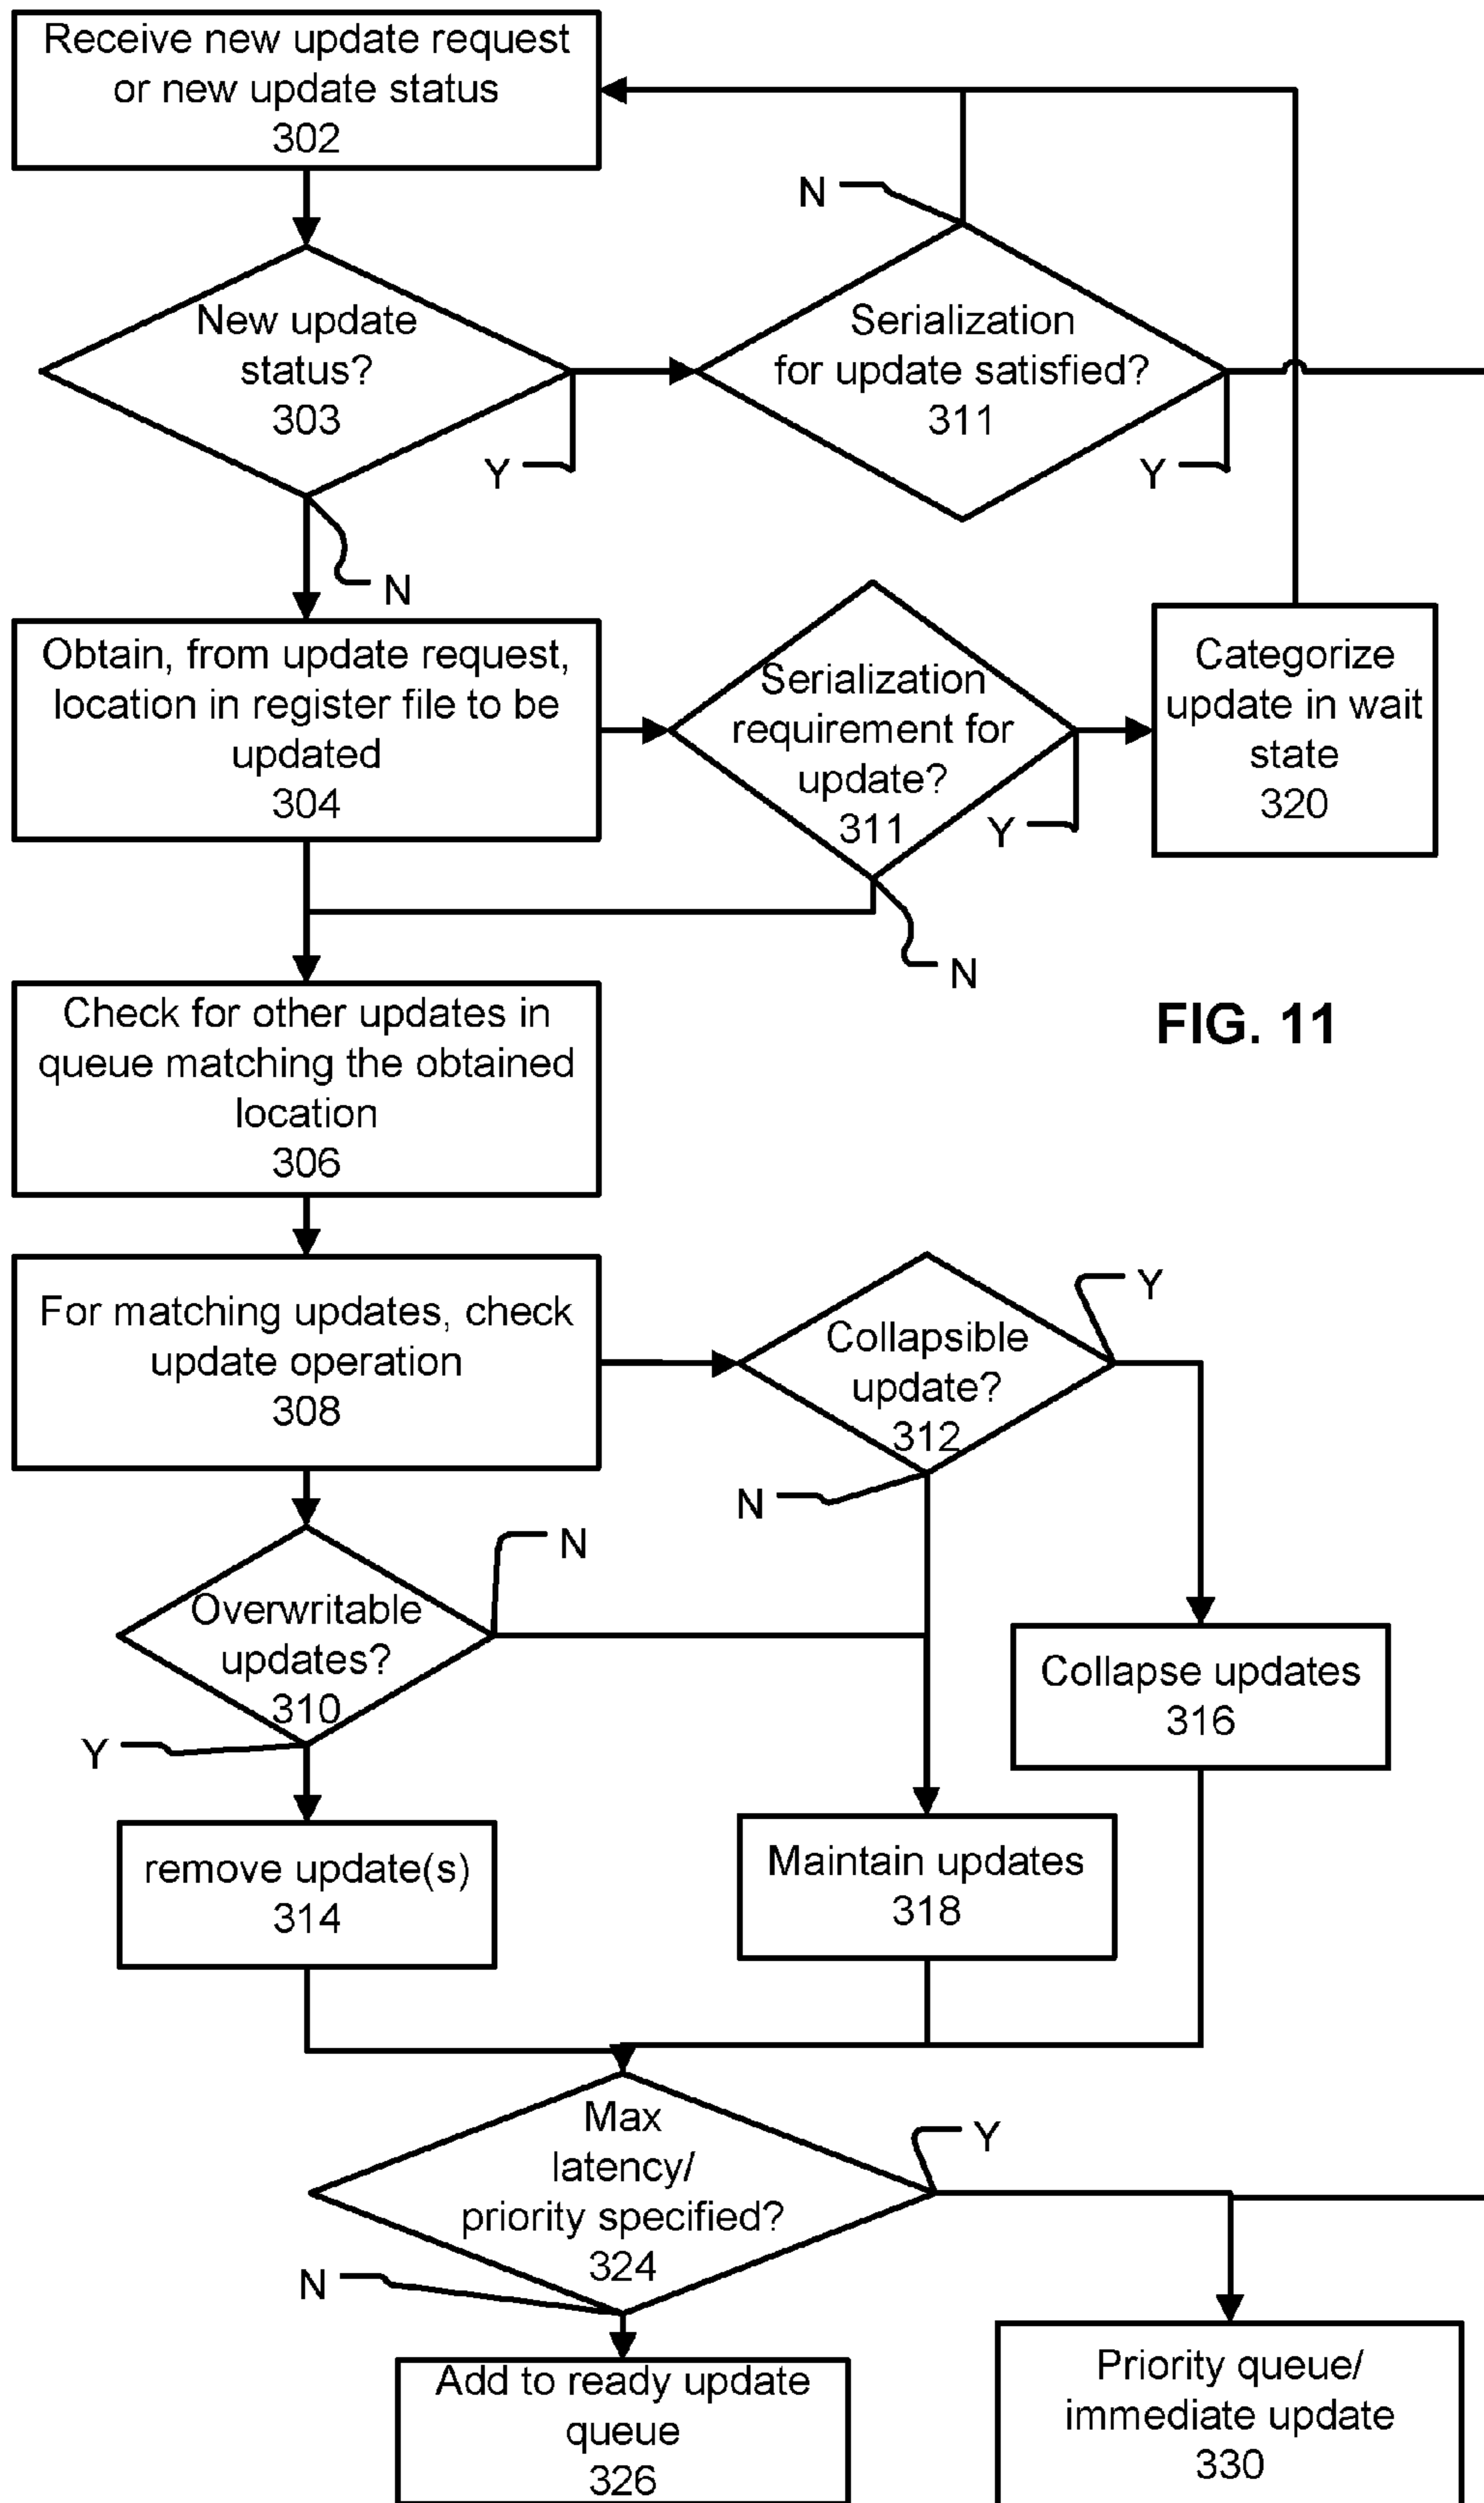 Receive new update request
or new update status
302
N
New update
status?
303
Y
Serialization
for update satisfied?
311
Y
N
Obtain, from update request,
location in register file to be
updated
304
Serialization
requirement for
update?
311
Y
Categorize
update in wait
state
320
N
FIG. 11
Check for other updates in
queue matching the obtained
location
306
For matching updates, check
update operation
308
Collapsible
update?
312
Y
N
N
Overwritable
updates?
310
Y
Collapse updates
316
remove update(s)
314
Maintain updates
318
Max
latency/
priority specified?
324
Y
N
Add to ready update
queue
326
Priority queue/
immediate update
330